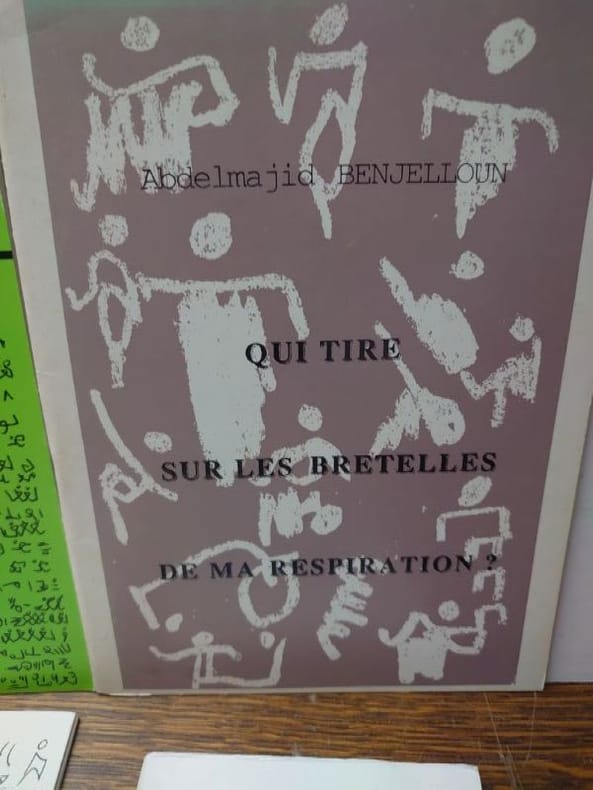 Abdelmajid BENJELLOUN
QUI TIRE
SUR LES BRETELLES
DE MA RESPIRATION ?